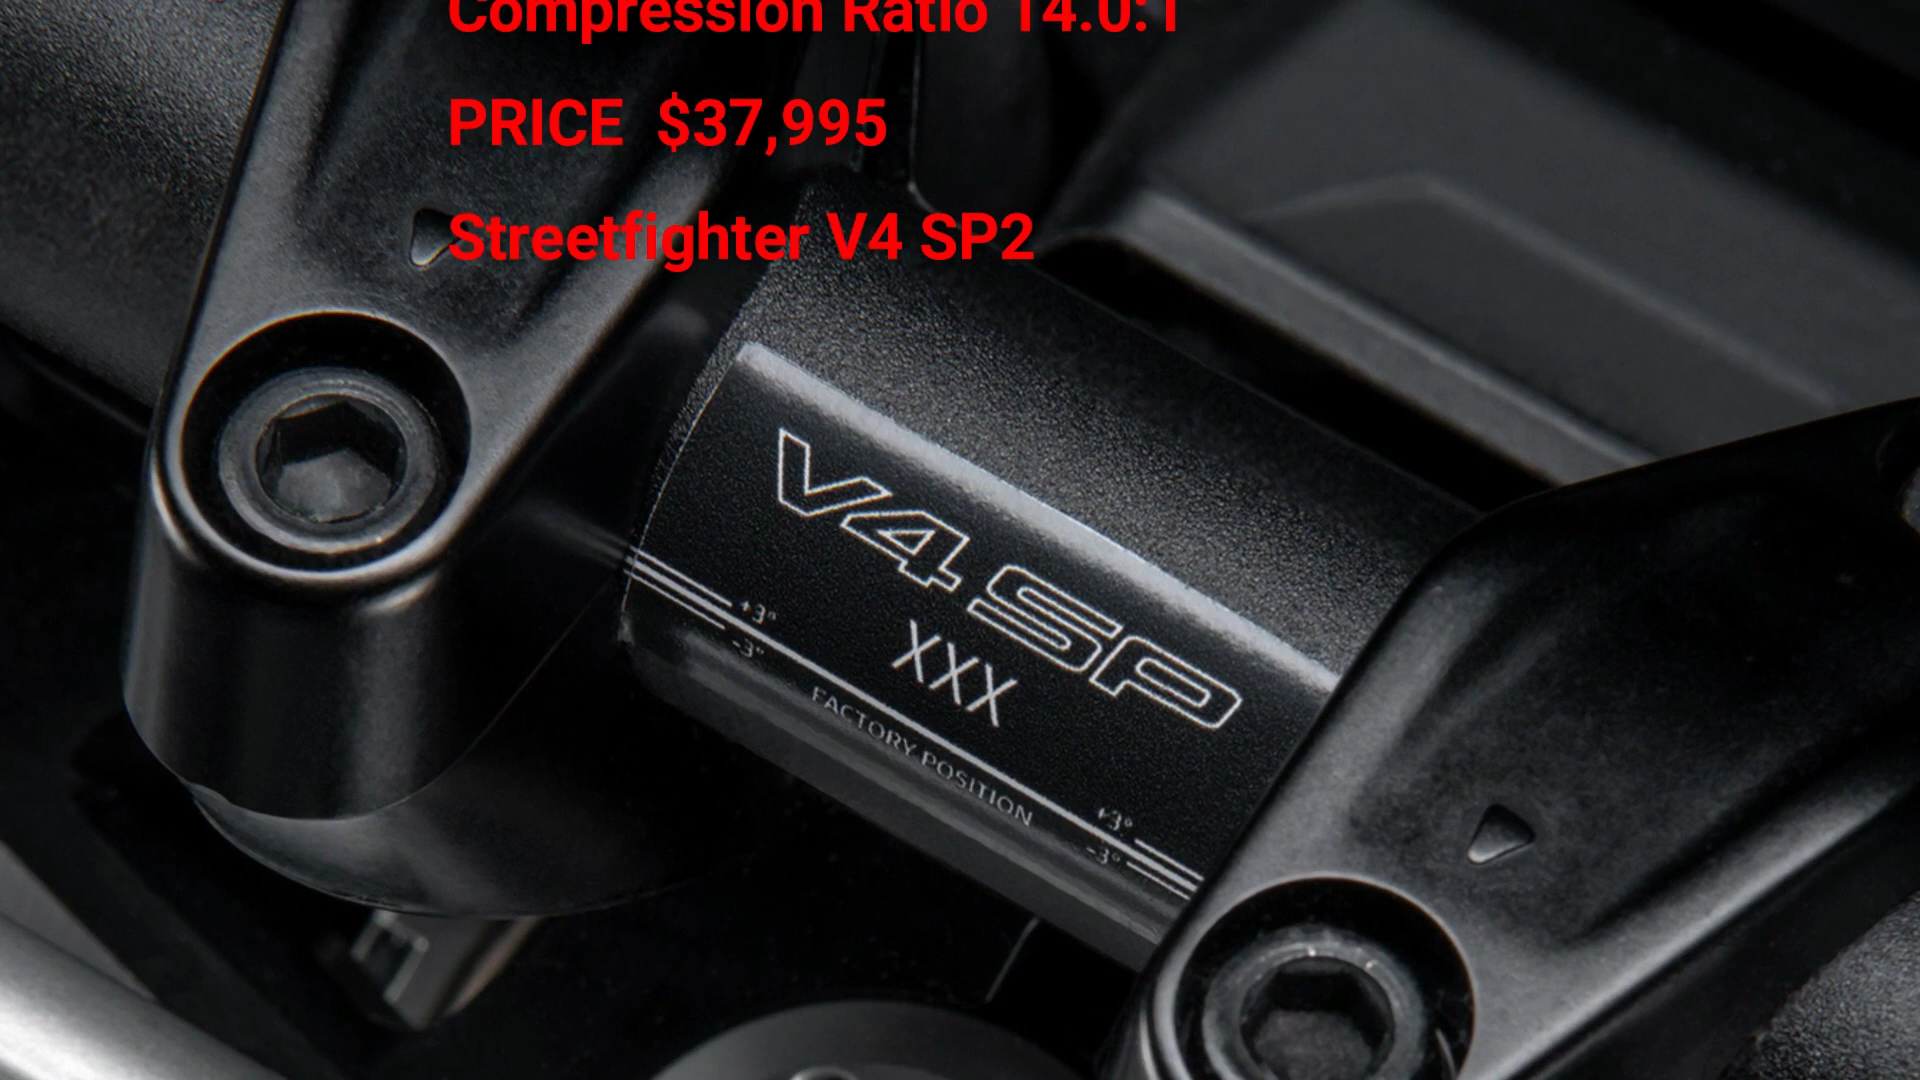 Compression Ratio 14.0:1
PRICE $37,995
Streetfighter V4 SP2
V4 SP
XXX
+3°
-3°
FACTORY POSITION
+3°
-3°